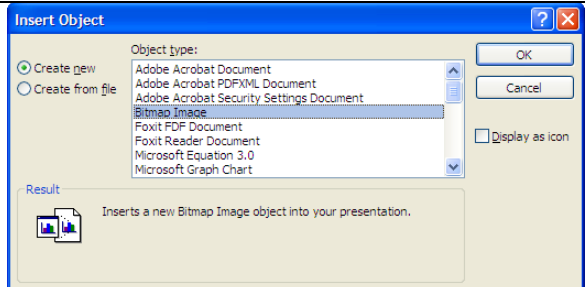 Insert Object
Object type:
Create new
Create from file
Adobe Acrobat Document
Adobe Acrobat PDFXML Document
Adobe Acrobat Security Settings Document
Bitmap Image
Foxit FDF Document
Foxit Reader Document
Microsoft Equation 3.0
Microsoft Graph Chart
OK
Cancel
Display as icon
Result
Inserts a new Bitmap Image object into your presentation.